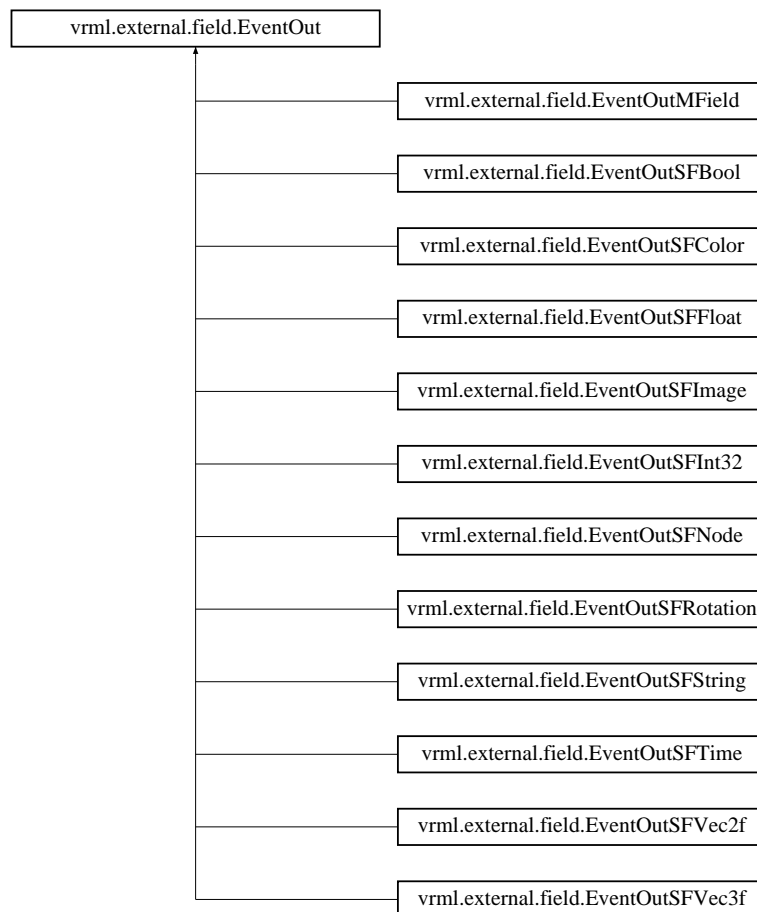 vrml.external.field.EventOut
vrml.external.field.EventOutMField
vrml.external.field.EventOutSFBool
vrml.external.field.EventOutSFColor
vrml.external.field.EventOutSFFloat
vrml.external.field.EventOutSFImage
vrml.external.field.EventOutSFInt32
vrml.external.field.EventOutSFNode
vrml.external.field.EventOutSFRotation
vrml.external.field.EventOutSFString
vrml.external.field.EventOutSFTime
vrml.external.field.EventOutSFVec2f
vrml.external.field.EventOutSFVec3f